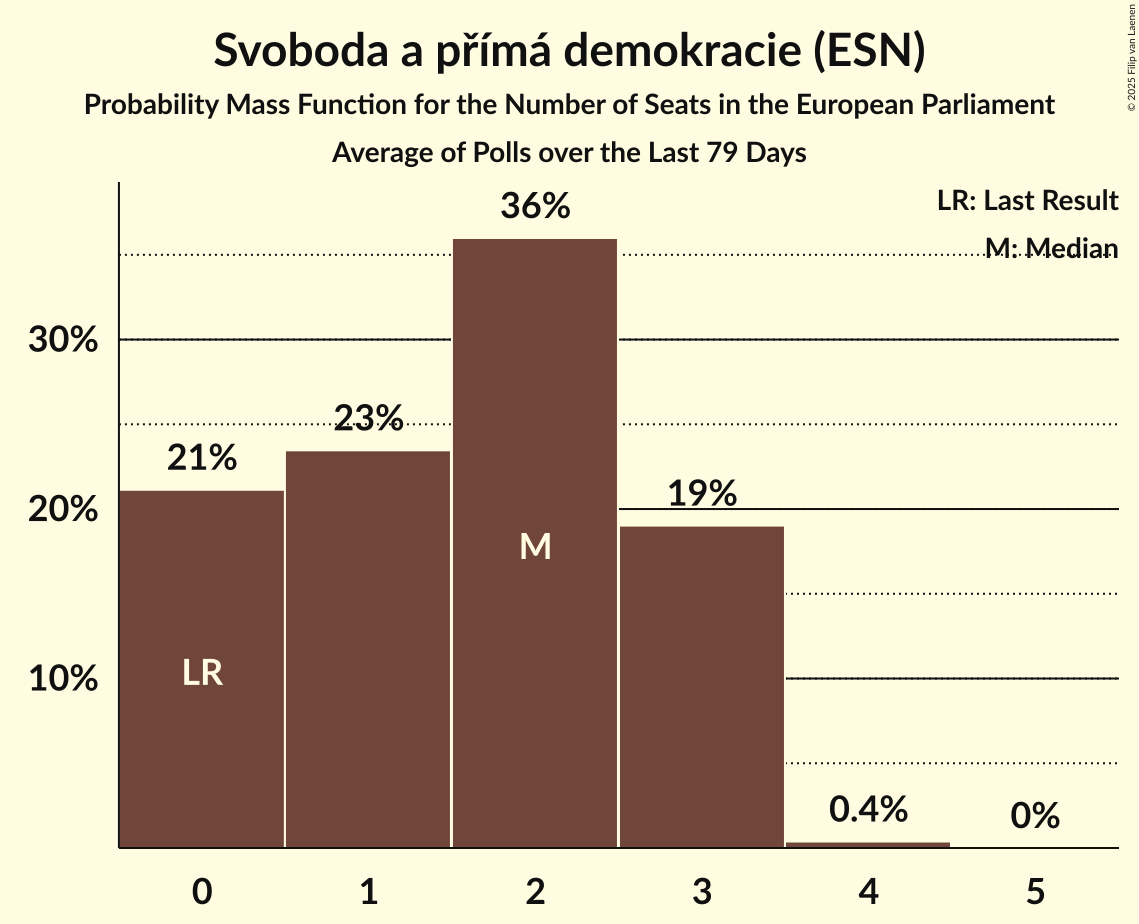 Svoboda a přímá demokracie (ESN)
Probability Mass Function for the Number of Seats in the European Parliament
Average of Polls over the Last 79 Days
© 2025 Filip van Laenen
LR: Last Result
M: Median
36%
30%
23%
21%
20%
19%
M
LR
10%
0.4%
0%
0 1 2 3 4 5